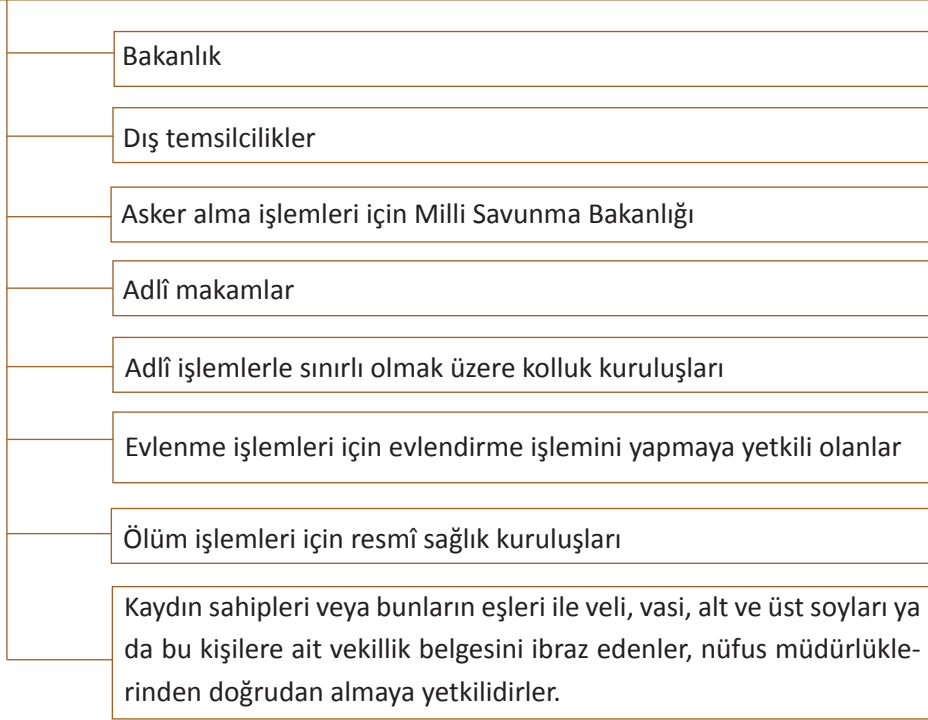 Bakanlık
Dış temsilcilikler
Asker alma işlemleri için Milli Savunma Bakanlığı
Adlî makamlar
Adlî işlemlerle sınırlı olmak üzere kolluk kuruluşları
Evlenme işlemleri için evlendirme işlemini yapmaya yetkili olanlar
Ölüm işlemleri için resmî sağlık kuruluşları
Kaydın sahipleri veya bunların eşleri ile veli, vasi, alt ve üst soyları ya
da bu kişilere ait vekillik belgesini ibraz edenler, nüfus müdürlükle-
rinden doğrudan almaya yetkilidirler.